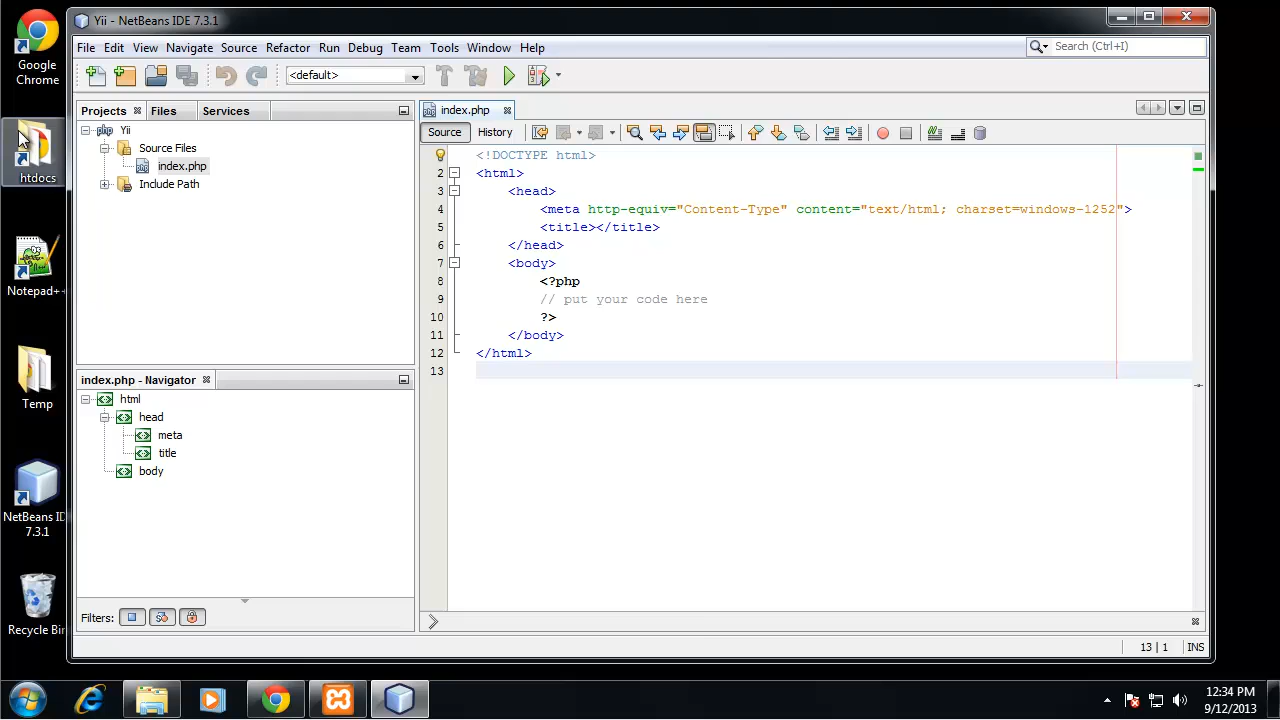 Google
Chrome
htdocs
Notepad++
Temp
NetBeans ID
7.3.1
Recycle Bin
Yii - NetBeans IDE 7.3.1
File Edit View Navigate Source Refactor Run Debug Team Tools Window Help
Search (Ctrl+I)
<default>
Projects Files Services
Yii
Source Files
index.php
Include Path
index.php - Navigator
html
head
meta
title
body
Filters:
index.php
Source History
<!DOCTYPE html>
2 <html>
3 <head>
4 <meta http-equiv="Content-Type" content="text/html; charset=windows-1252">
5 <title></title>
6 </head>
7 <body>
8 <?php
9 // put your code here
10 ?>
11 </body>
12 </html>
13
13 | 1 INS
12:34 PM
9/12/2013